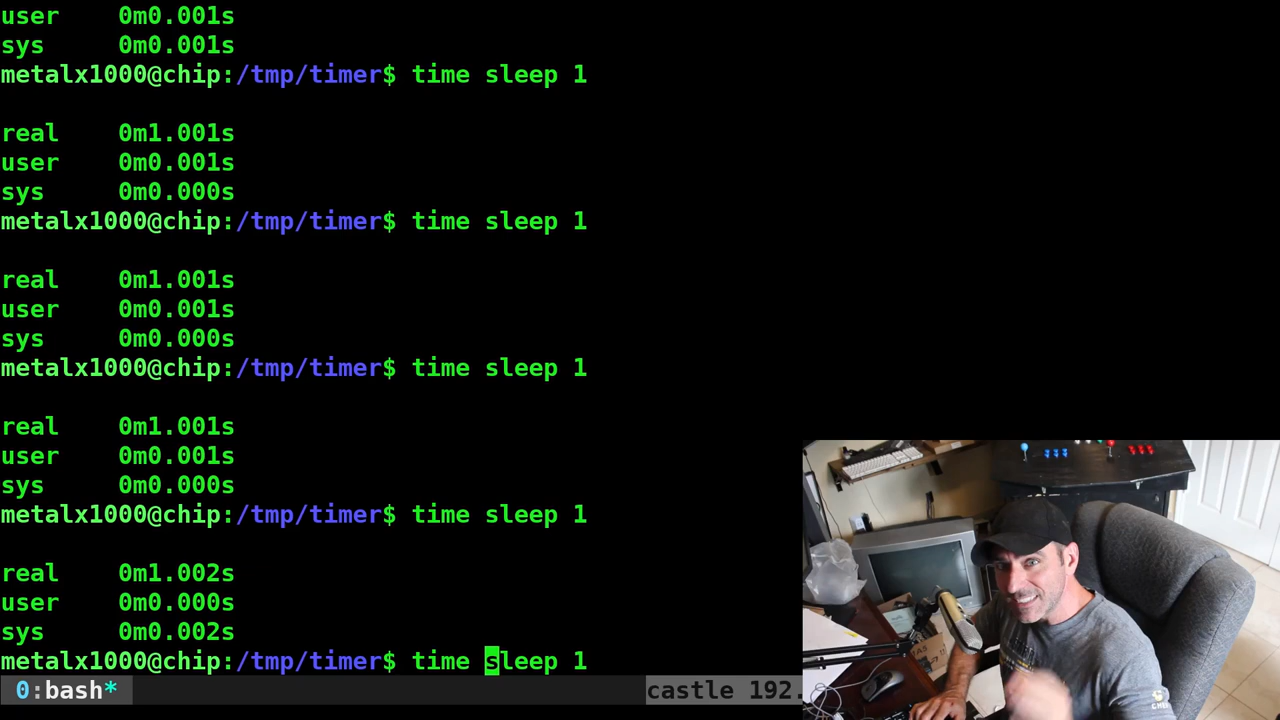 user    0m0.001s
sys     0m0.001s
metalx1000@chip:/tmp/timer$ time sleep 1
real    0m1.001s
user    0m0.001s
sys     0m0.000s
metalx1000@chip:/tmp/timer$ time sleep 1
real    0m1.001s
user    0m0.001s
sys     0m0.000s
metalx1000@chip:/tmp/timer$ time sleep 1
real    0m1.001s
user    0m0.001s
sys     0m0.000s
metalx1000@chip:/tmp/timer$ time sleep 1
real    0m1.002s
user    0m0.000s
sys     0m0.002s
metalx1000@chip:/tmp/timer$ time sleep 1
0:bash* castle 192.